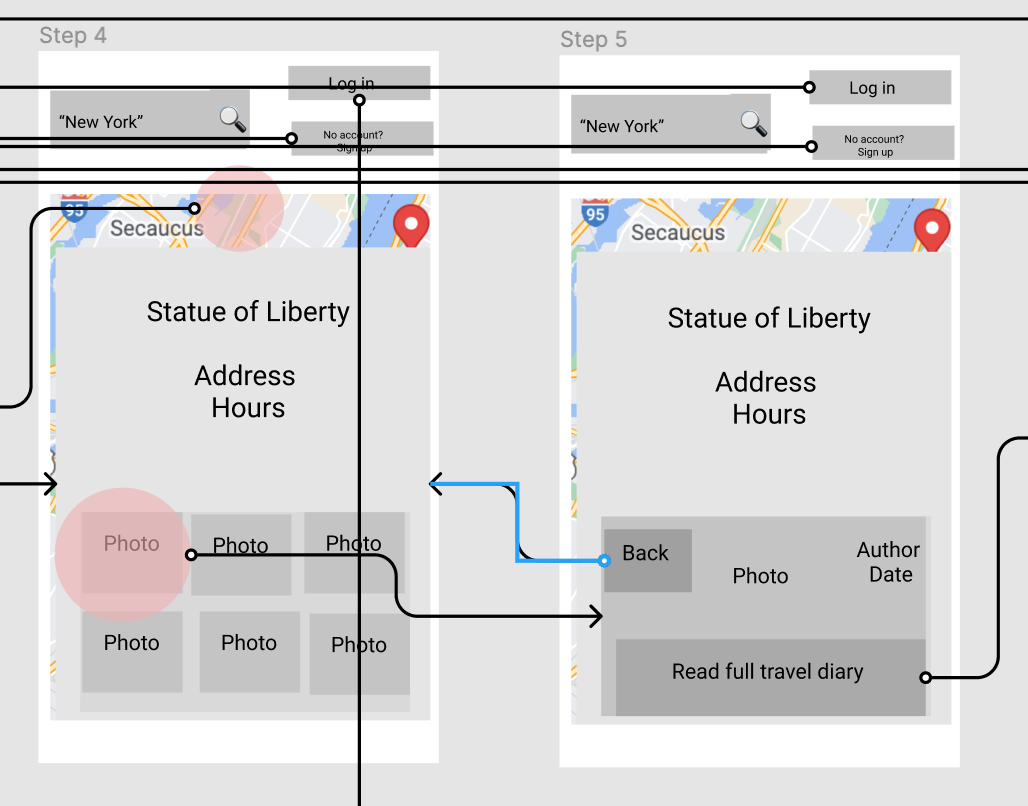 Step 4
Log in
“New York”
No account?
Sign up
95
Secaucus
Statue of Liberty
Address
Hours
Photo
Photo
Photo
Photo
Photo
Photo
Step 5
Log in
“New York”
No account?
Sign up
95
Secaucus
Statue of Liberty
Address
Hours
Back
Photo
Author
Date
Read full travel diary